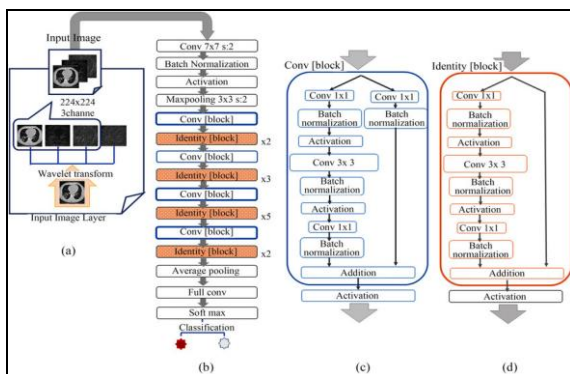 Input Image
224x224
3channe
Wavelet transform
Input Image Layer
(a)
Conv 7x7 s:2
Batch Normalization
Activation
Maxpooling 3x3 s:2
Conv [block]
Identity [block]
x2
Conv [block]
Identity [block]
x3
Conv [block]
Identity [block]
x5
Conv [block]
Identity [block]
x2
Average pooling
Full conv
Soft max
Classification
(b)
Conv [block]
Conv 1x1
Conv 1x1
Batch
normalization
Batch
normalization
Activation
Conv 3x 3
Batch
normalization
Activation
Conv 1x1
Batch
normalization
Addition
Activation
(c)
Identity [block]
Conv 1x1
Batch
normalization
Activation
Conv 3x 3
Batch
normalization
Activation
Conv 1x1
Batch
normalization
Addition
Activation
(d)